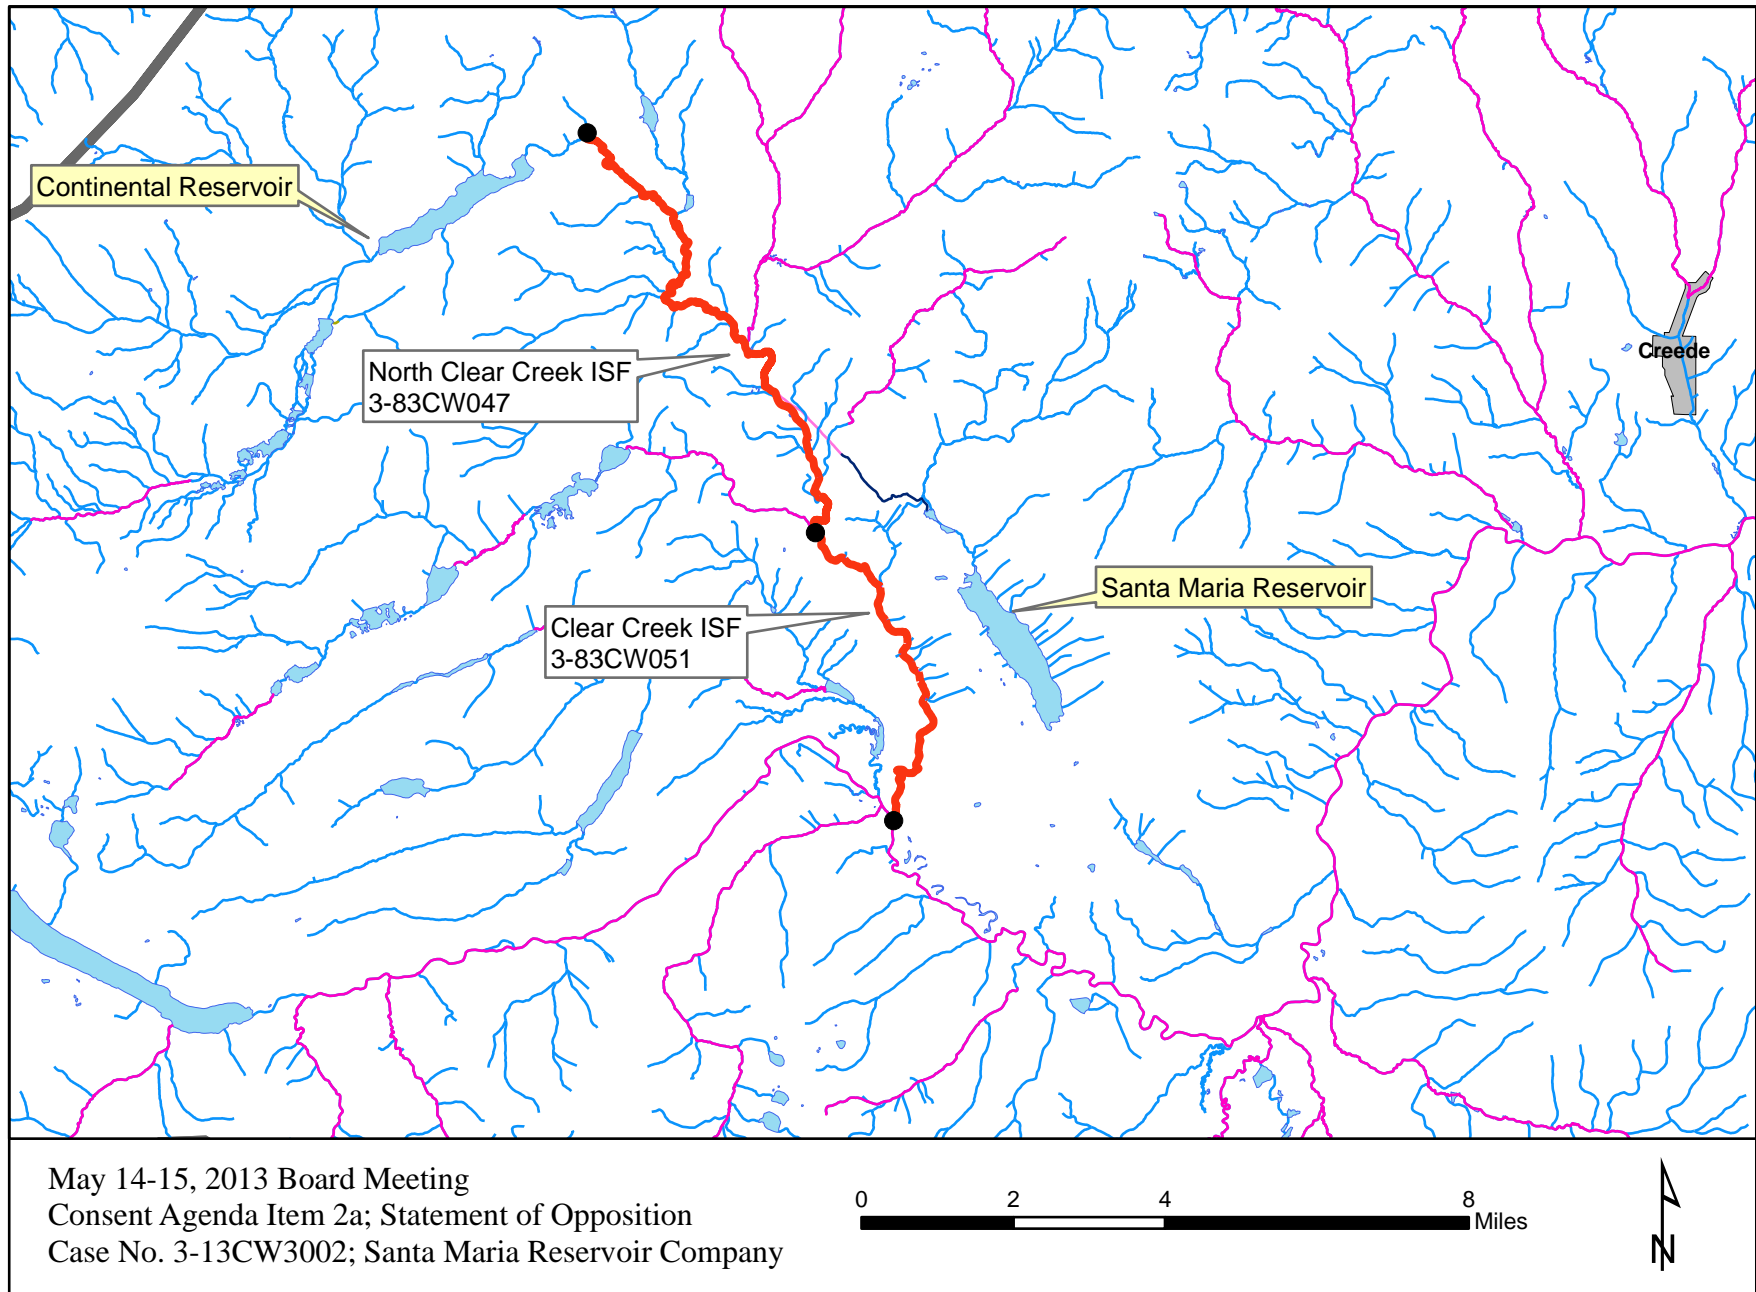 Continental Reservoir
Creede
North Clear Creek ISF
3-83CW047
Santa Maria Reservoir
Clear Creek ISF
3-83CW051
May 14-15, 2013 Board Meeting
Consent Agenda Item 2a; Statement of Opposition
Case No. 3-13CW3002; Santa Maria Reservoir Company
0 2 4 8
Miles
N